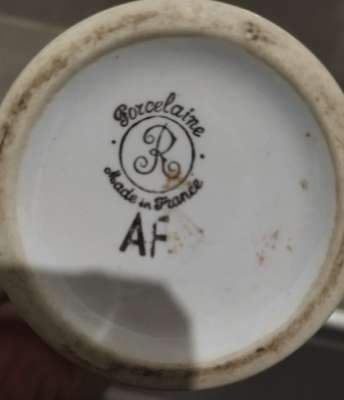 Porcelaine
R
Made in France
AF